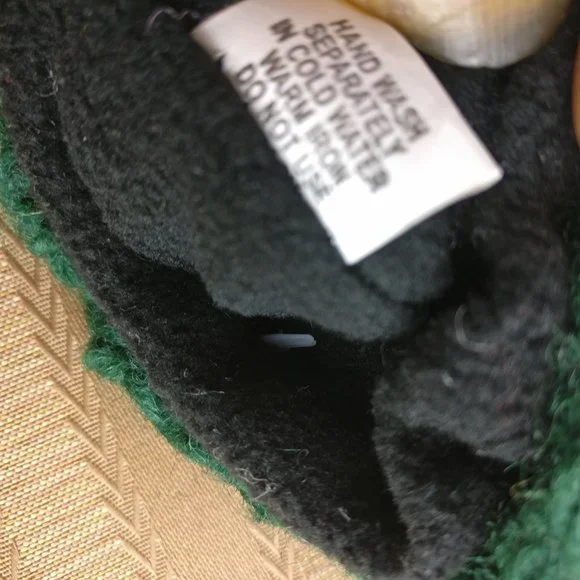 HAND WASH
SEPARATELY
IN COLD WATER
WARM IRON
DO NOT USE